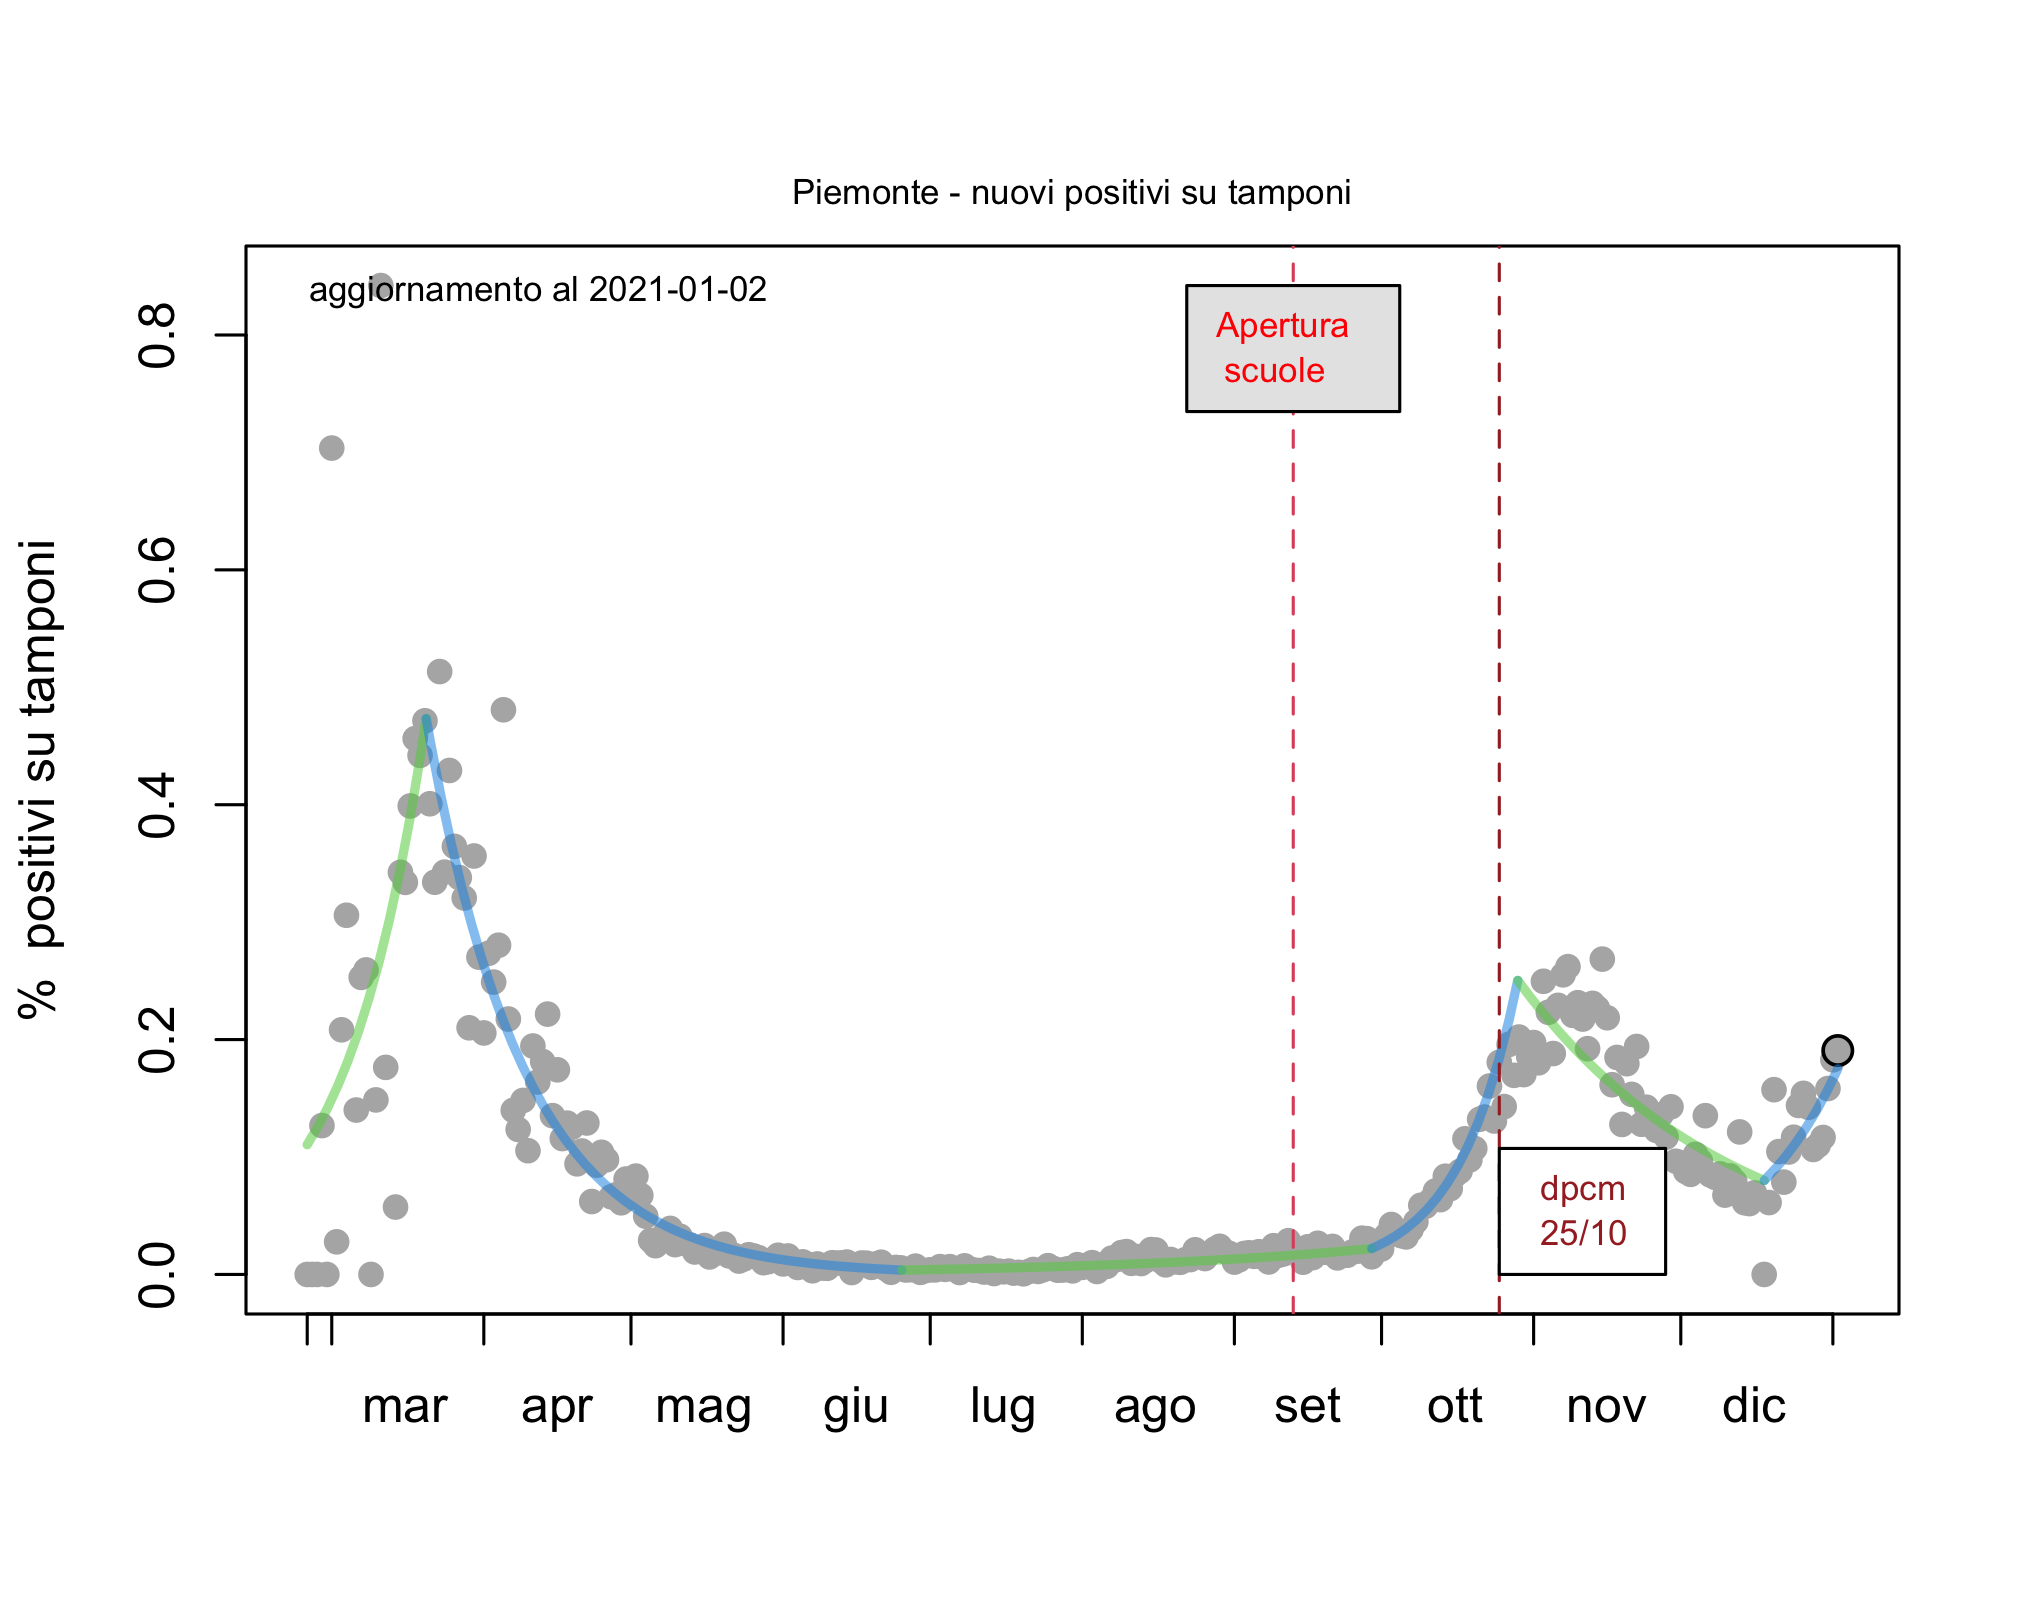 Piemonte - nuovi positivi su tamponi
aggiornamento al 2021-01-02
Apertura
scuole
dpcm
25/10
% positivi su tamponi
0.8
0.6
0.4
0.2
0.0
mar apr mag giu lug ago set ott nov dic